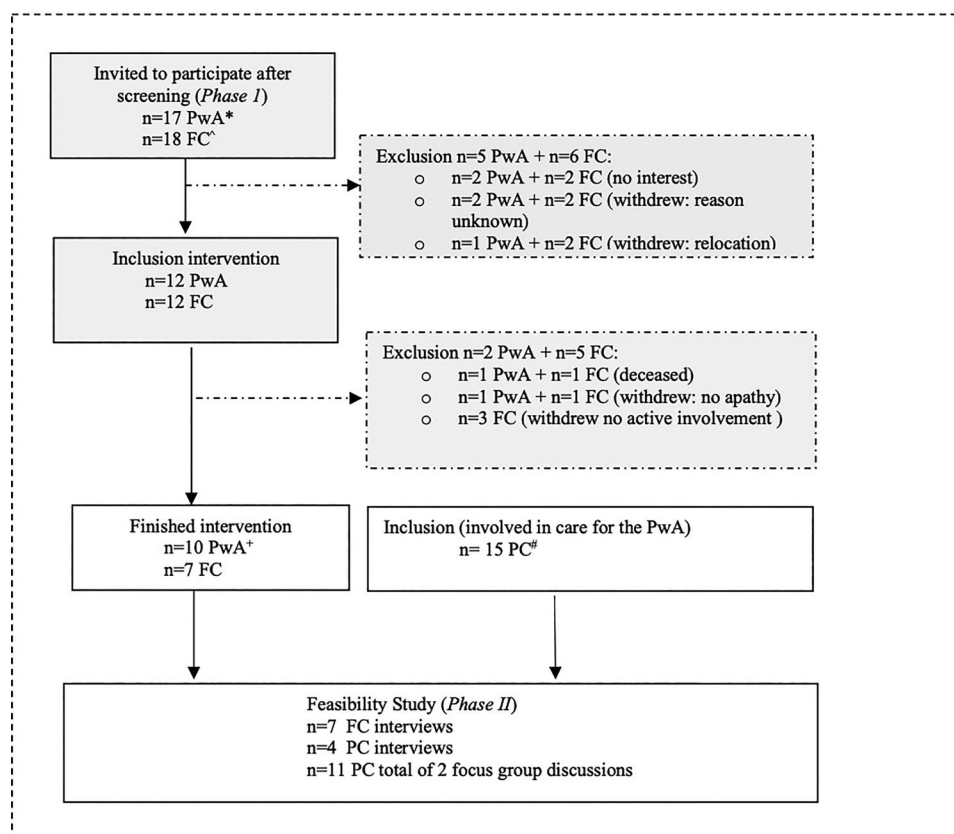 Invited to participate after
screening (Phase 1)
n=17 PwA*
n=18 FC^
Exclusion n=5 PwA + n=6 FC:
o n=2 PwA + n=2 FC (no interest)
o n=2 PwA + n=2 FC (withdrew: reason
unknown)
o n=1 PwA + n=2 FC (withdrew: relocation)
Inclusion intervention
n=12 PwA
n=12 FC
Exclusion n=2 PwA + n=5 FC:
o n=1 PwA + n=1 FC (deceased)
o n=1 PwA + n=1 FC (withdrew: no apathy)
o n=3 FC (withdrew no active involvement )
Finished intervention
n=10 PwA+
n=7 FC
Inclusion (involved in care for the PwA)
n= 15 PC#
Feasibility Study (Phase II)
n=7 FC interviews
n=4 PC interviews
n=11 PC total of 2 focus group discussions